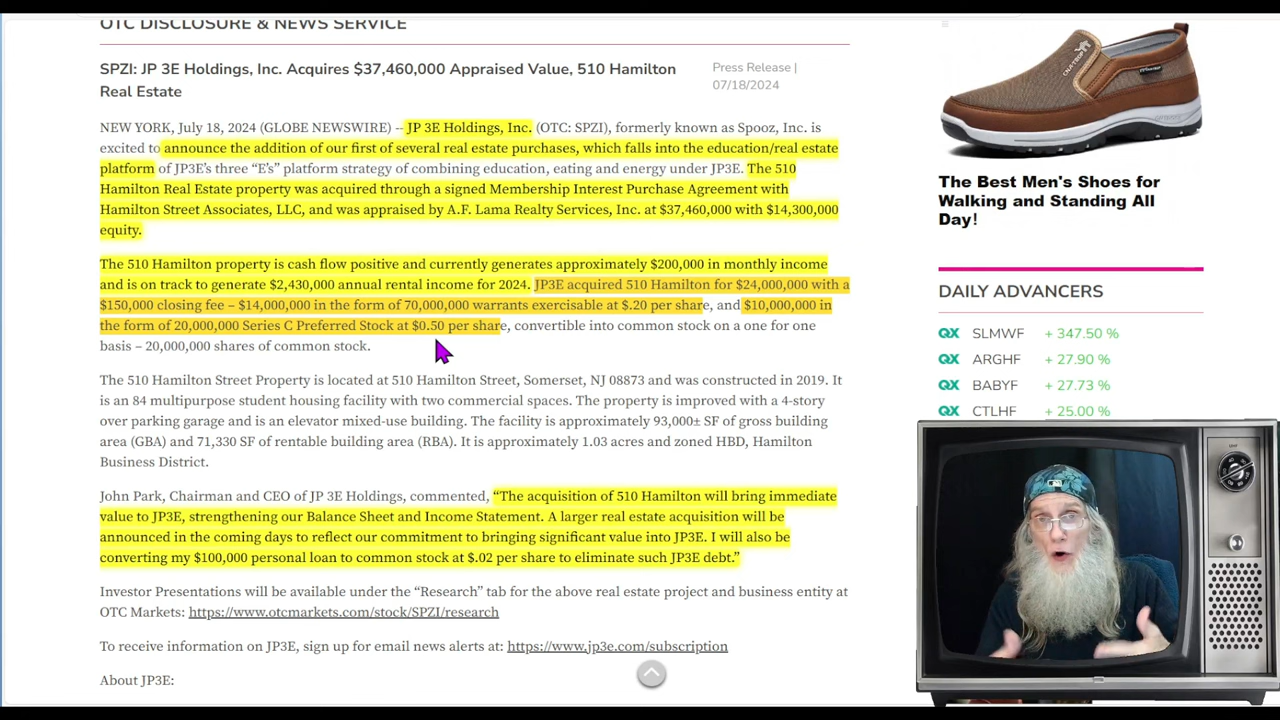 OTC DISCLOSURE & NEWS SERVICE
SPZI: JP 3E Holdings, Inc. Acquires $37,460,000 Appraised Value, 510 Hamilton
Real Estate
Press Release |
07/18/2024
NEW YORK, July 18, 2024 (GLOBE NEWSWIRE) -- JP 3E Holdings, Inc. (OTC: SPZI), formerly known as Spooz, Inc. is
excited to announce the addition of our first of several real estate purchases, which falls into the education/real estate
platform of JP3E’s three “E’s” platform strategy of combining education, eating and energy under JP3E. The 510
Hamilton Real Estate property was acquired through a signed Membership Interest Purchase Agreement with
Hamilton Street Associates, LLC, and was appraised by A.F. Lama Realty Services, Inc. at $37,460,000 with $14,300,000
equity.
The 510 Hamilton property is cash flow positive and currently generates approximately $200,000 in monthly income
and is on track to generate $2,430,000 annual rental income for 2024. JP3E acquired 510 Hamilton for $24,000,000 with a
$150,000 closing fee – $14,000,000 in the form of 70,000,000 warrants exercisable at $.20 per share, and $10,000,000 in
the form of 20,000,000 Series C Preferred Stock at $0.50 per share, convertible into common stock on a one for one
basis – 20,000,000 shares of common stock.
The 510 Hamilton Street Property is located at 510 Hamilton Street, Somerset, NJ 08873 and was constructed in 2019. It
is an 84 multipurpose student housing facility with two commercial spaces. The property is improved with a 4-story
over parking garage and is an elevator mixed-use building. The facility is approximately 93,000± SF of gross building
area (GBA) and 71,330 SF of rentable building area (RBA). It is approximately 1.03 acres and zoned HBD, Hamilton
Business District.
John Park, Chairman and CEO of JP 3E Holdings, commented, “The acquisition of 510 Hamilton will bring immediate
value to JP3E, strengthening our Balance Sheet and Income Statement. A larger real estate acquisition will be
announced in the coming days to reflect our commitment to bringing significant value into JP3E. I will also be
converting my $100,000 personal loan to common stock at $.02 per share to eliminate such JP3E debt.”
Investor Presentations will be available under the “Research” tab for the above real estate project and business entity at
OTC Markets: https://www.otcmarkets.com/stock/SPZI/research
To receive information on JP3E, sign up for email news alerts at: https://www.jp3e.com/subscription
About JP3E:
The Best Men's Shoes for
Walking and Standing All
Day!
DAILY ADVANCERS
QX SLMWF + 347.50 %
QX ARGHF + 27.90 %
QX BABYF + 27.73 %
QX CTLHF + 25.00 %